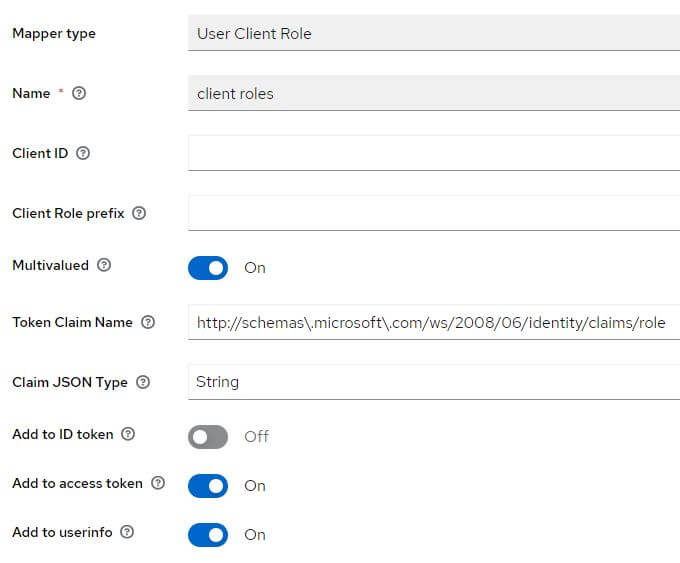 Mapper type User Client Role
Name * client roles
Client ID
Client Role prefix
Multivalued On
Token Claim Name http://schemas\.microsoft\.com/ws/2008/06/identity/claims/role
Claim JSON Type String
Add to ID token Off
Add to access token On
Add to userinfo On